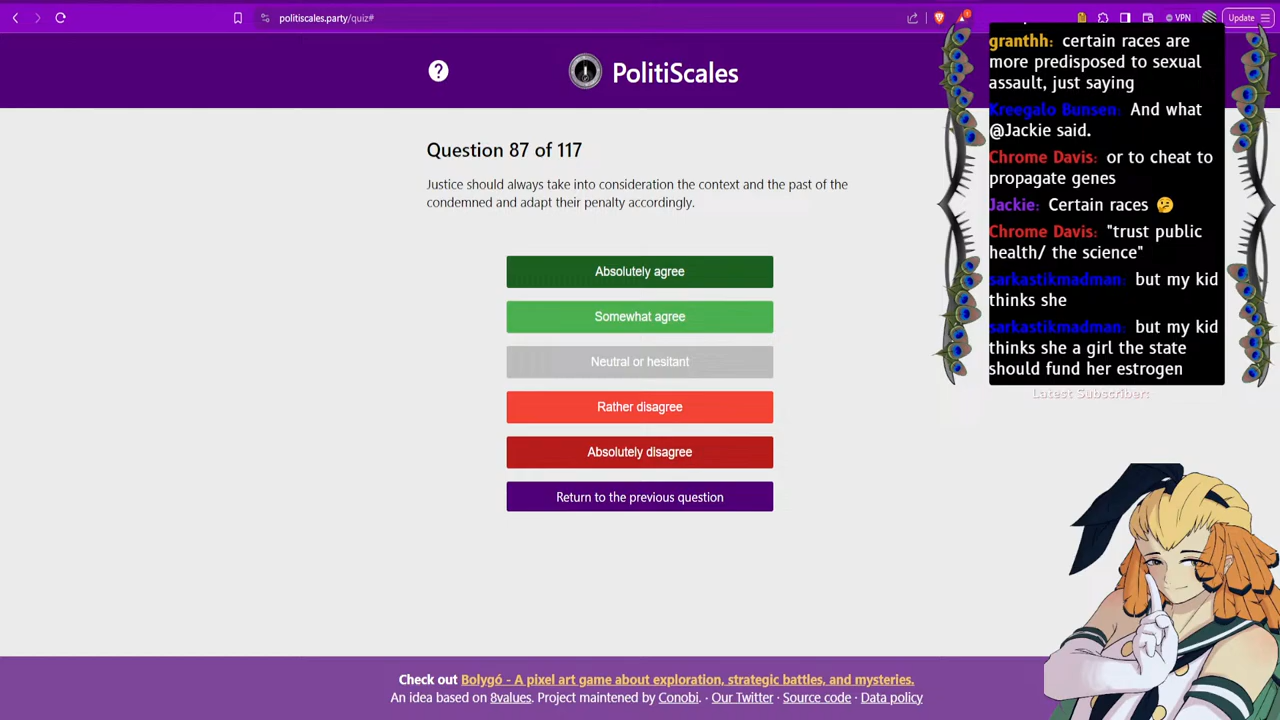 politiscales.party/quiz#
VPN
Update
PolitiScales
Question 87 of 117
Justice should always take into consideration the context and the past of the
condemned and adapt their penalty accordingly.
Absolutely agree
Somewhat agree
Neutral or hesitant
Rather disagree
Absolutely disagree
Return to the previous question
granthh: certain races are
more predisposed to sexual
assault, just saying
Kreegalo Bunsen: And what
@Jackie said.
Chrome Davis: or to cheat to
propagate genes
Jackie: Certain races 🤔
Chrome Davis: "trust public
health/ the science"
sarkastikmadman: but my kid
thinks she
sarkastikmadman: but my kid
thinks she a girl the state
should fund her estrogen
Latest Subscriber:
Check out Bolygó - A pixel art game about exploration, strategic battles, and mysteries.
An idea based on 8values. Project maintened by Conobi. · Our Twitter · Source code · Data policy